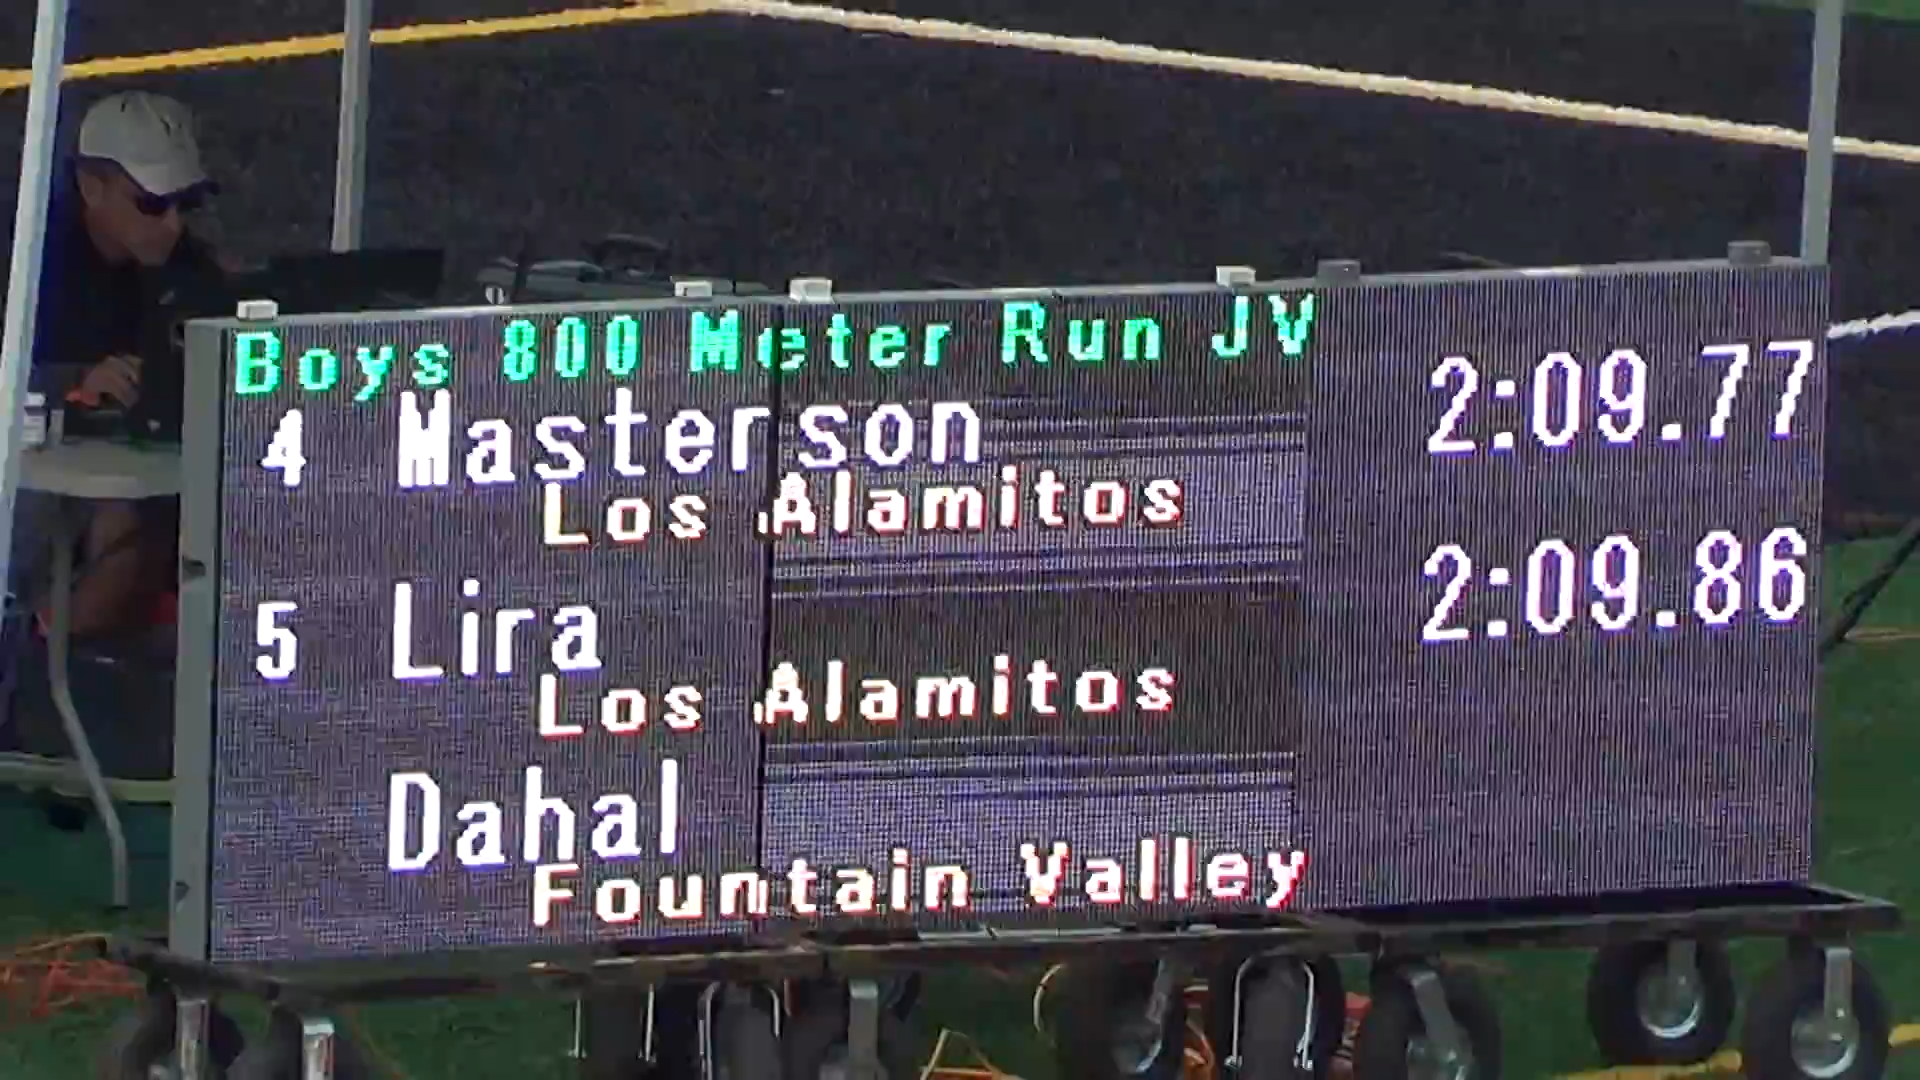 Boys 800 Meter Run JV
4 Masterson 2:09.77
Los Alamitos
5 Lira 2:09.86
Los Alamitos
Dahal
Fountain Valley